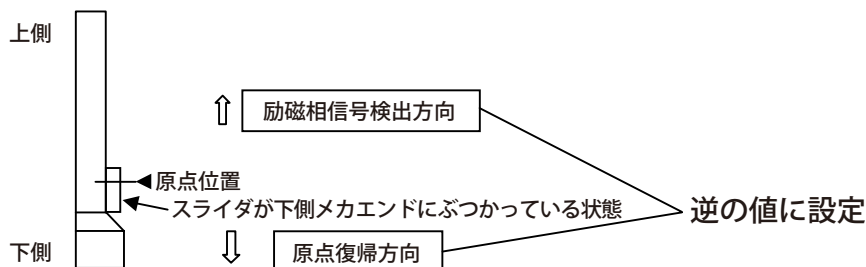 上側
励磁相信号検出方向
原点位置
スライダが下側メカエンドにぶつかっている状態
逆の値に設定
下側
原点復帰方向